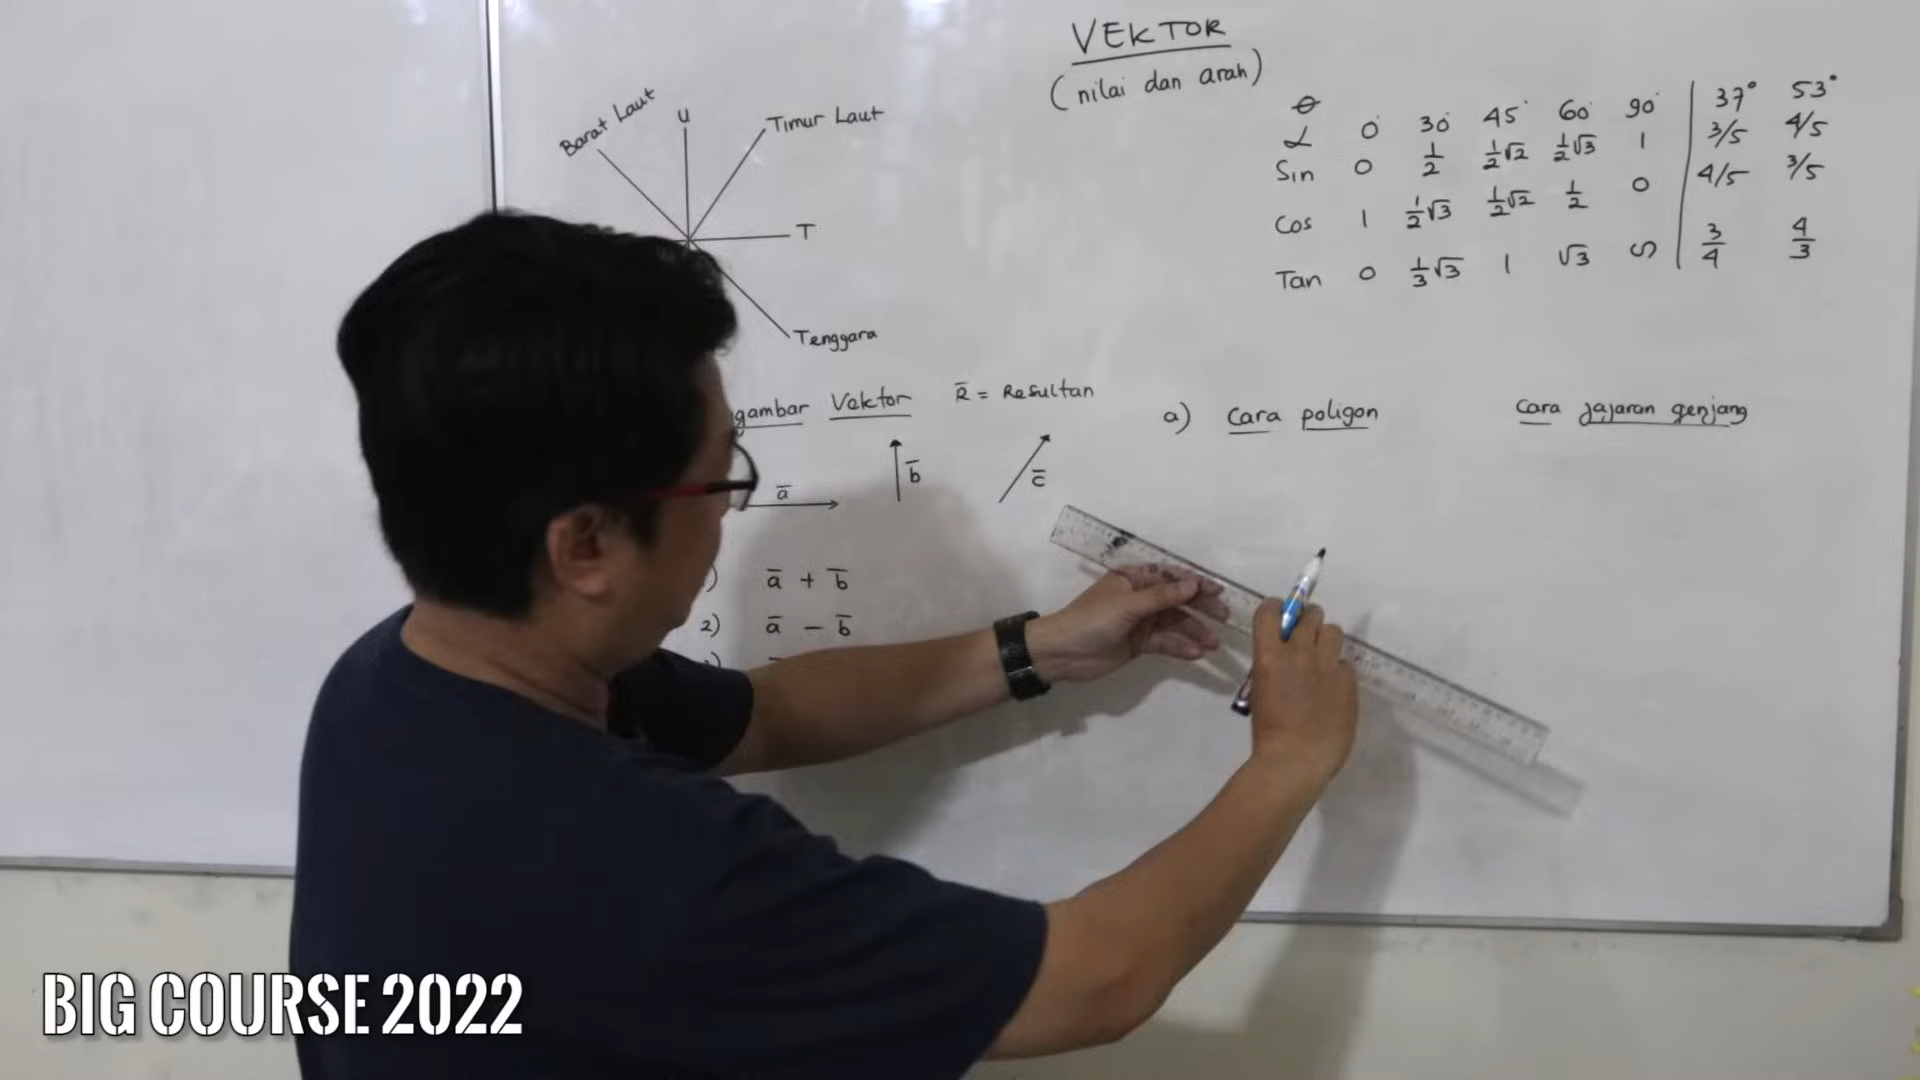 VEKTOR
(nilai dan arah)
Barat Laut
U
Timur Laut
T
Tenggara
θ
α 0° 30° 45° 60° 90° 37° 53°
Sin 0 1/2 1/2√2 1/2√3 1 3/5 4/5
Cos 1 1/2√3 1/2√2 1/2 0 4/5 3/5
Tan 0 1/3√3 1 √3 ∽ 3/4 4/3
gambar Vektor R̄ = Resultan
ā b̄ c̄
) ā + b̄
2) ā - b̄
a) Cara poligon
Cara jajaran genjang
BIG COURSE 2022